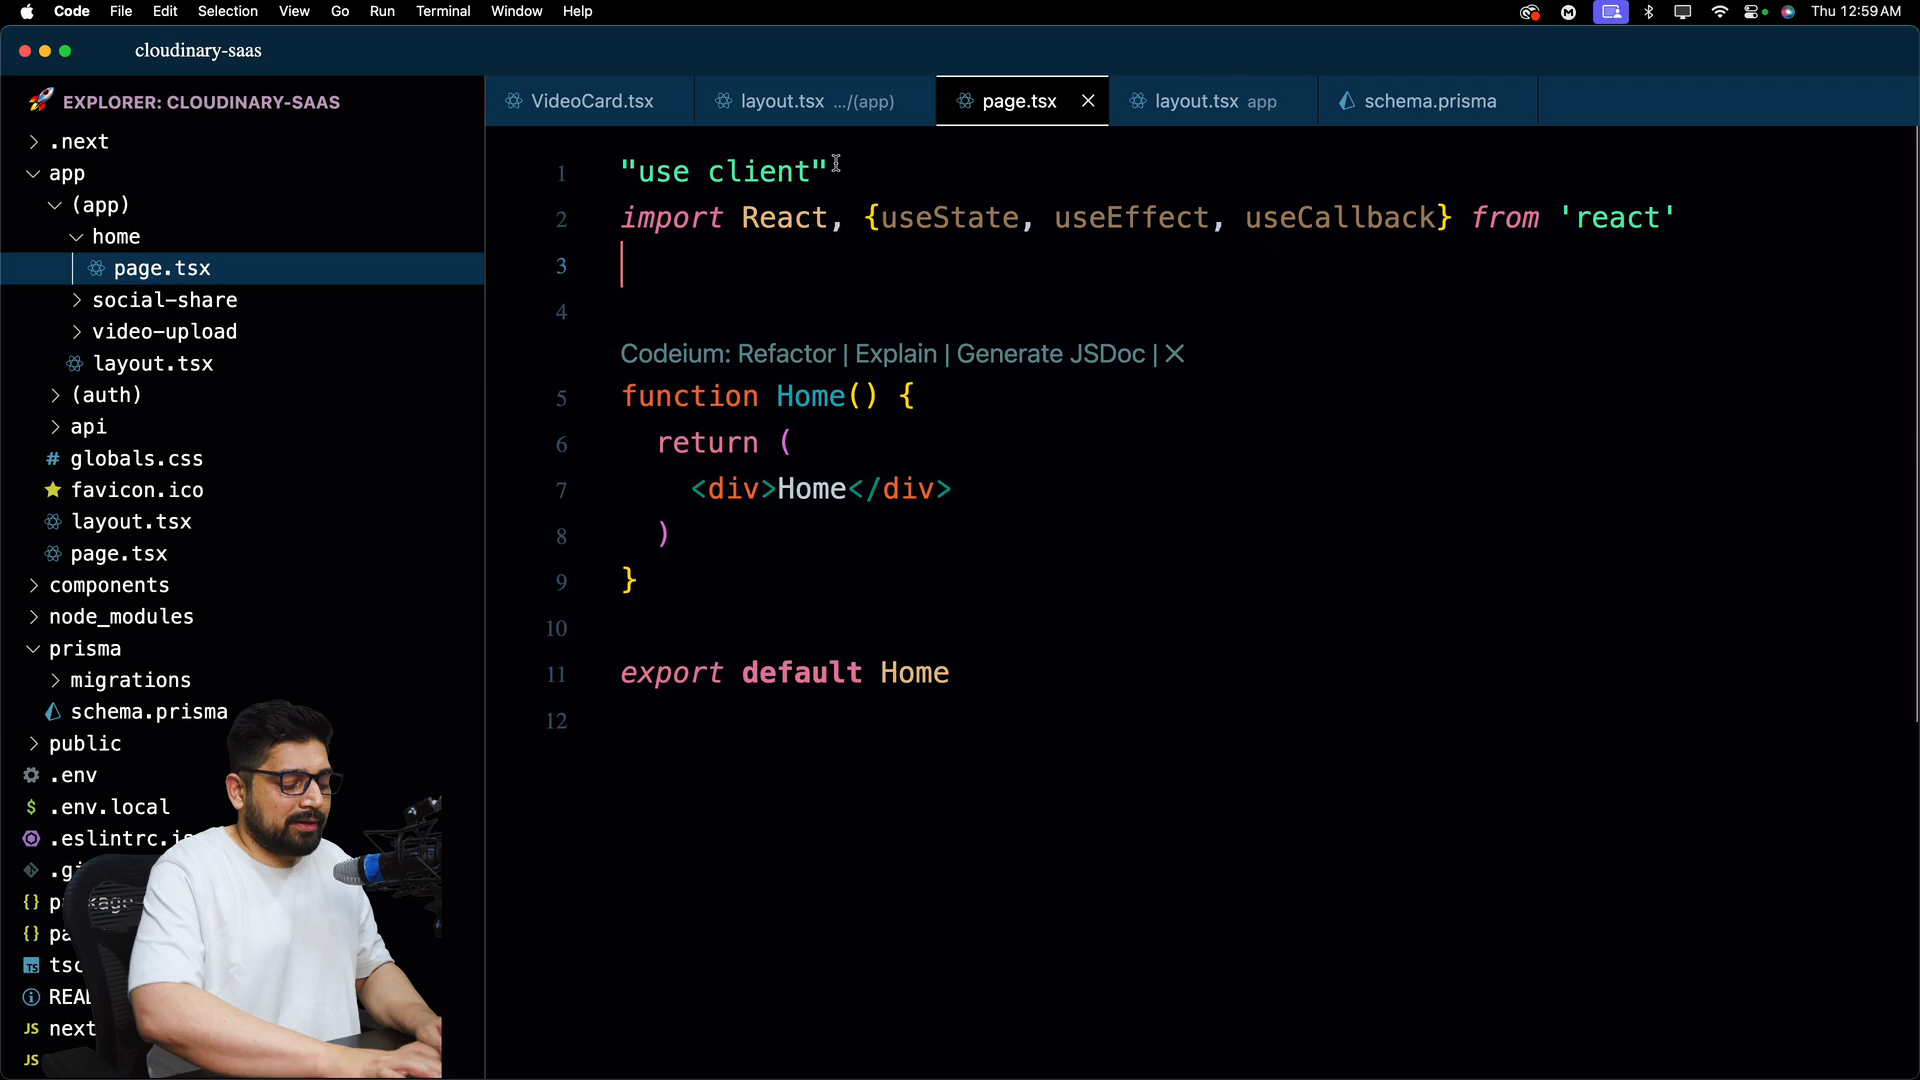 Code File Edit Selection View Go Run Terminal Window Help Thu 12:59 AM
cloudinary-saas
EXPLORER: CLOUDINARY-SAAS
.next
app
(app)
home
page.tsx
social-share
video-upload
layout.tsx
(auth)
api
globals.css
favicon.ico
layout.tsx
page.tsx
components
node_modules
prisma
migrations
schema.prisma
public
.env
.env.local
READ
next
VideoCard.tsx layout.tsx .../(app) page.tsx layout.tsx app schema.prisma
1 "use client"
2 import React, {useState, useEffect, useCallback} from 'react'
3
4
Codeium: Refactor | Explain | Generate JSDoc | ×
5 function Home() {
6 return (
7 <div>Home</div>
8 )
9 }
10
11 export default Home
12